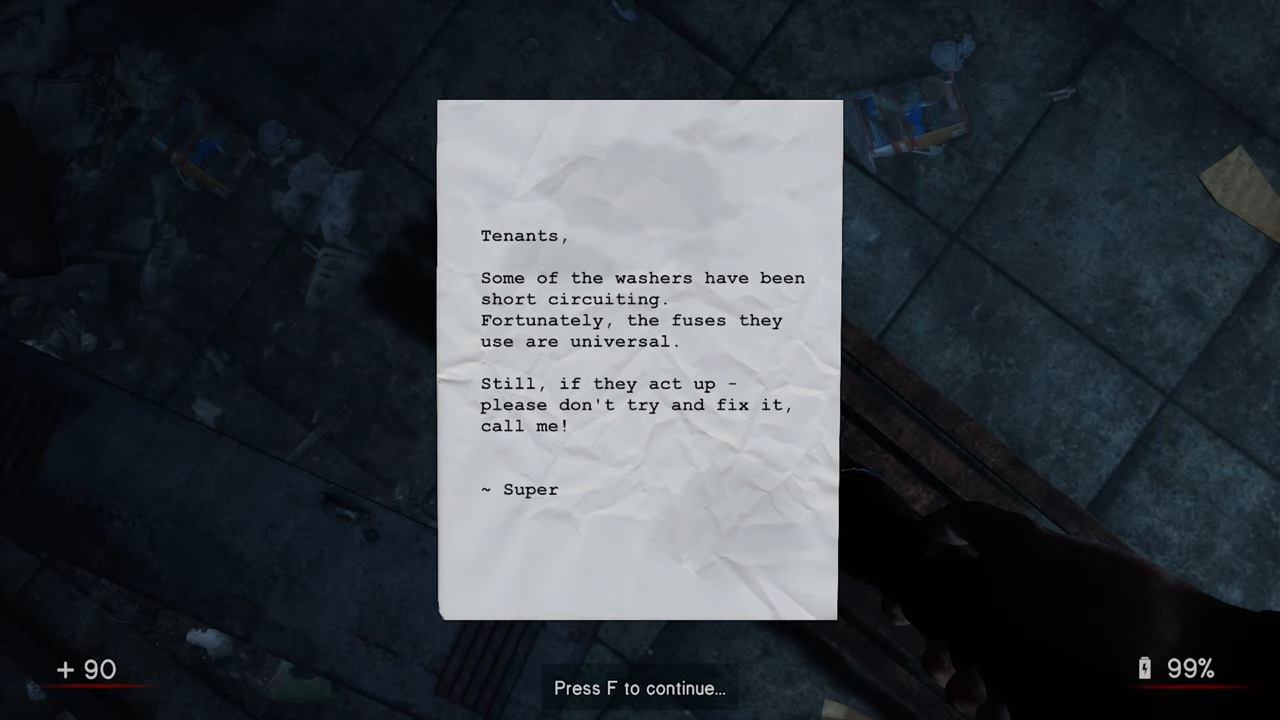 Tenants,
Some of the washers have been
short circuiting.
Fortunately, the fuses they
use are universal.
Still, if they act up -
please don't try and fix it,
call me!
~ Super
+ 90
Press F to continue...
99%